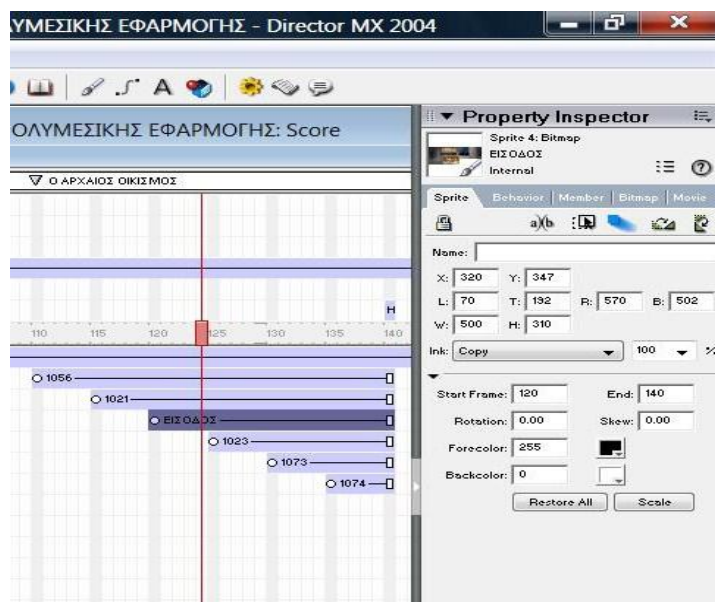 ΥΜΕΣΙΚΗΣ ΕΦΑΡΜΟΓΗΣ - Director MX 2004
ΟΛΥΜΕΣΙΚΗΣ ΕΦΑΡΜΟΓΗΣ: Score
Ο ΑΡΧΑΙΟΣ ΟΙΚΙΣΜΟΣ
H
110 115 120 125 130 135 140
1056
1021
ΕΙΣΟΔΟΣ
1023
1073
1074
Property Inspector
Sprite 4: Bitmap
ΕΙΣΟΔΟΣ
Internal
Sprite Behavior Member Bitmap Movie
Name:
X: 320 Y: 347
L: 70 T: 192 R: 570 B: 502
W: 500 H: 310
Ink: Copy 100 %
Start Frame: 120 End: 140
Rotation: 0.00 Skew: 0.00
Forecolor: 255
Backcolor: 0
Restore All Scale